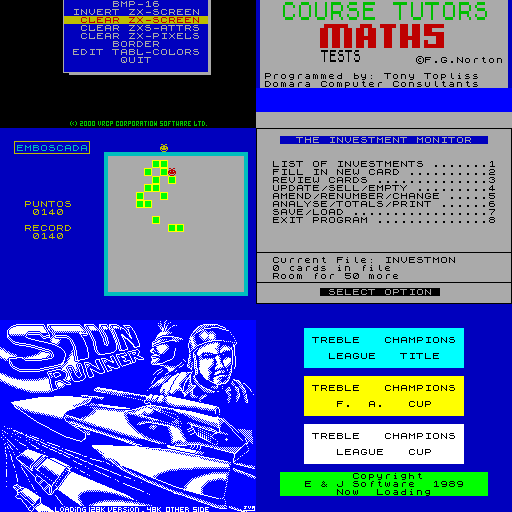 BMP-16
INVERT ZX-SCREEN
CLEAR ZX-SCREEN
CLEAR ZXS-ATTRS
CLEAR ZX-PIXELS
BORDER
EDIT TABL-COLORS
QUIT
(c) 2000 VROP CORPORATION SOFTWARE LTD.
COURSE TUTORS
MATHS
TESTS
©F.G.Norton
Programmed by: Tony Topliss
Domara Computer Consultants
EMBOSCADA
PUNTOS
0140
RECORD
0140
THE INVESTMENT MONITOR
LIST OF INVESTMENTS .......1
FILL IN NEW CARD ..........2
REVIEW CARDS ..............3
UPDATE/SELL/EMPTY .........4
AMEND/RENUMBER/CHANGE .....5
ANALYSE/TOTALS/PRINT ......6
SAVE/LOAD .................7
EXIT PROGRAM ..............8
Current File: INVESTMON
0 cards in file
Room for 50 more
SELECT OPTION
STUN
RUNNER
LOADING 128K VERSION, 48K OTHER SIDE
TREBLE CHAMPIONS
LEAGUE TITLE
TREBLE CHAMPIONS
F. A. CUP
TREBLE CHAMPIONS
LEAGUE CUP
Copyright
E & J Software 1989
Now Loading